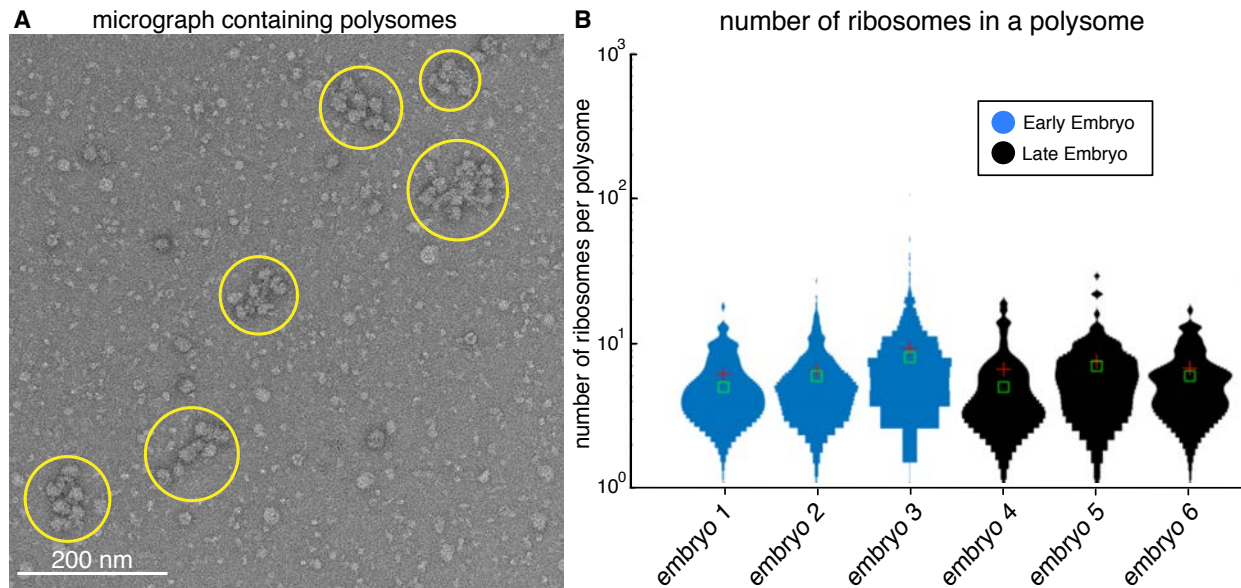 A micrograph containing polysomes
200 nm
B number of ribosomes in a polysome
number of ribosomes per polysome
10³
10²
10¹
10⁰
Early Embryo
Late Embryo
embryo 1
embryo 2
embryo 3
embryo 4
embryo 5
embryo 6